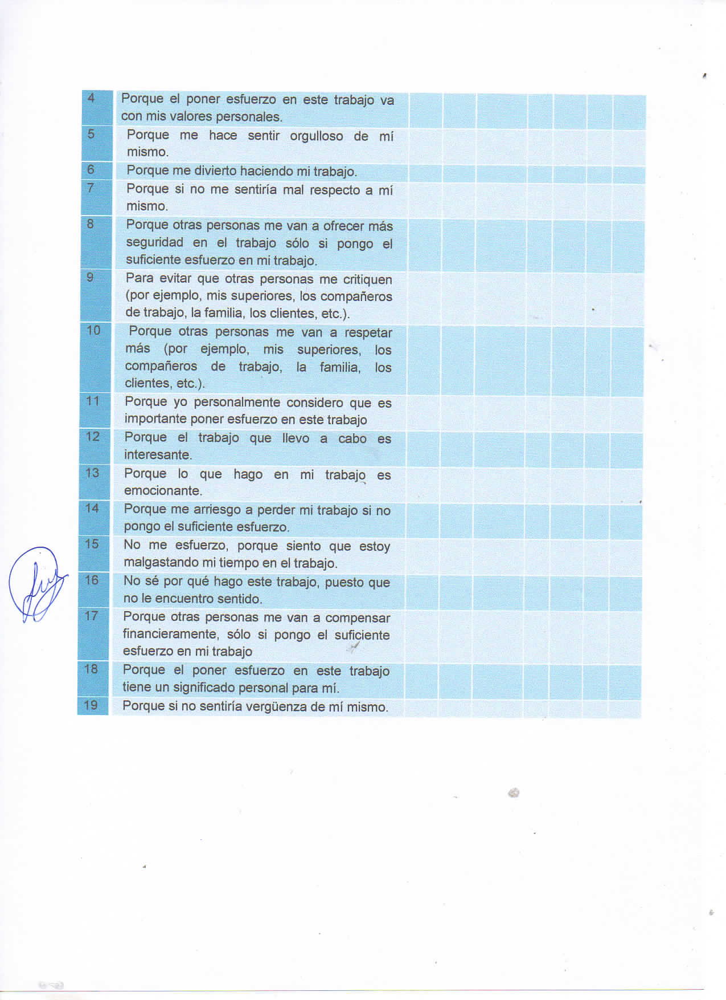 4 Porque el poner esfuerzo en este trabajo va
con mis valores personales.
5 Porque me hace sentir orgulloso de mí
mismo.
6 Porque me divierto haciendo mi trabajo.
7 Porque si no me sentiría mal respecto a mí
mismo.
8 Porque otras personas me van a ofrecer más
seguridad en el trabajo sólo si pongo el
suficiente esfuerzo en mi trabajo.
9 Para evitar que otras personas me critiquen
(por ejemplo, mis superiores, los compañeros
de trabajo, la familia, los clientes, etc.).
10 Porque otras personas me van a respetar
más (por ejemplo, mis superiores, los
compañeros de trabajo, la familia, los
clientes, etc.).
11 Porque yo personalmente considero que es
importante poner esfuerzo en este trabajo
12 Porque el trabajo que llevo a cabo es
interesante.
13 Porque lo que hago en mi trabajo es
emocionante.
14 Porque me arriesgo a perder mi trabajo si no
pongo el suficiente esfuerzo.
15 No me esfuerzo, porque siento que estoy
malgastando mi tiempo en el trabajo.
16 No sé por qué hago este trabajo, puesto que
no le encuentro sentido.
17 Porque otras personas me van a compensar
financieramente, sólo si pongo el suficiente
esfuerzo en mi trabajo
18 Porque el poner esfuerzo en este trabajo
tiene un significado personal para mí.
19 Porque si no sentiría vergüenza de mí mismo.